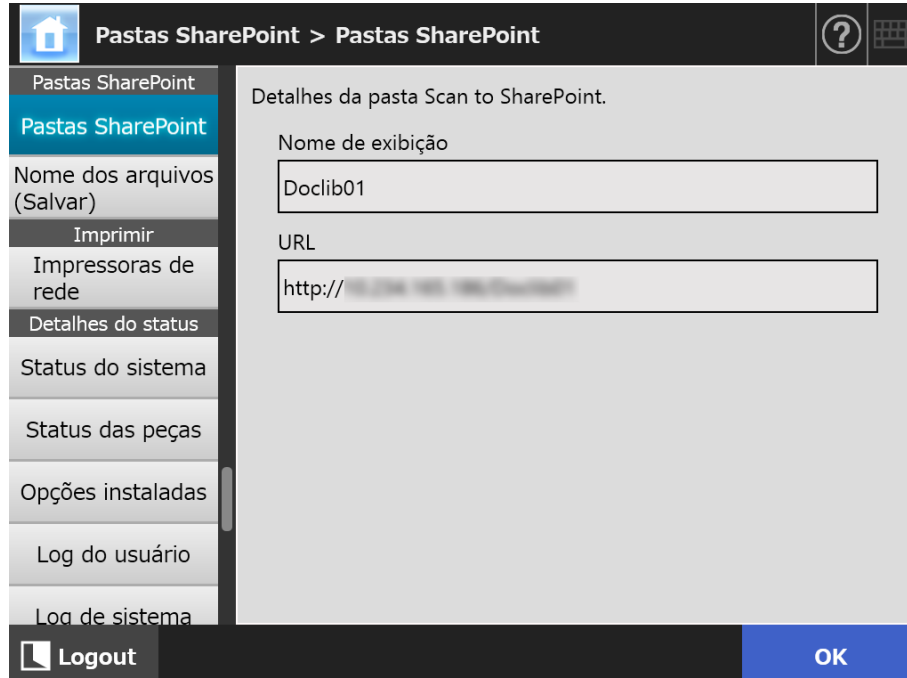 Pastas SharePoint > Pastas SharePoint
?
Pastas SharePoint
Pastas SharePoint
Nome dos arquivos
(Salvar)
Imprimir
Impressoras de
rede
Detalhes do status
Status do sistema
Status das peças
Opções instaladas
Log do usuário
Log de sistema
Detalhes da pasta Scan to SharePoint.
Nome de exibição
Doclib01
URL
http://
Logout
OK